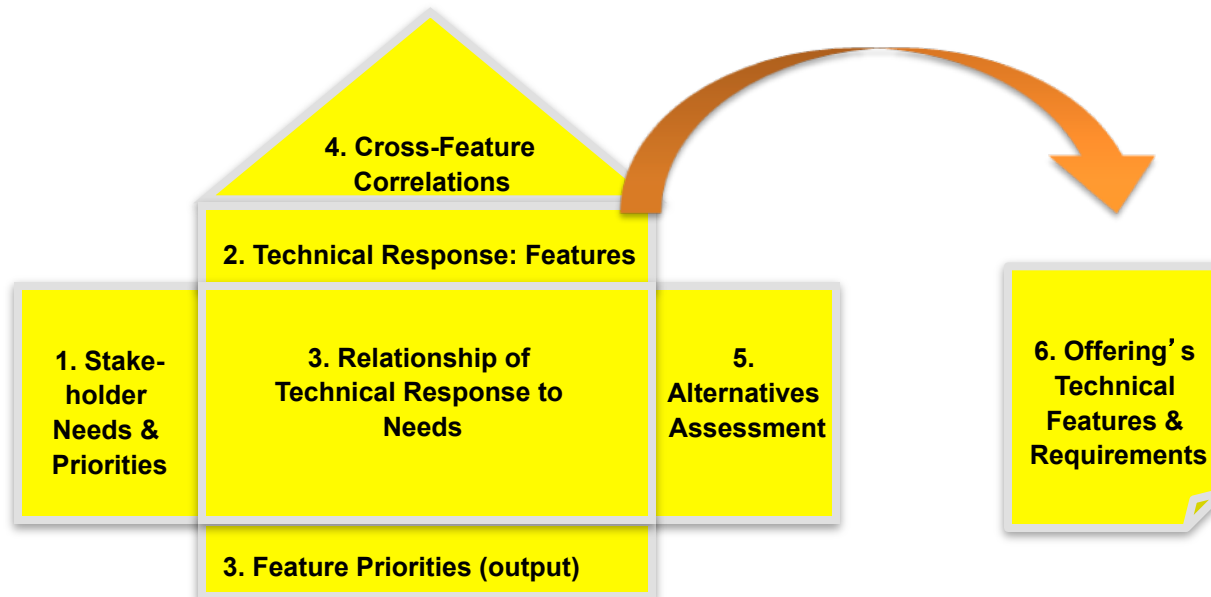 4. Cross-Feature
Correlations
2. Technical Response: Features
1. Stake-
holder
Needs &
Priorities
3. Relationship of
Technical Response to
Needs
5.
Alternatives
Assessment
3. Feature Priorities (output)
6. Offering’s
Technical
Features &
Requirements